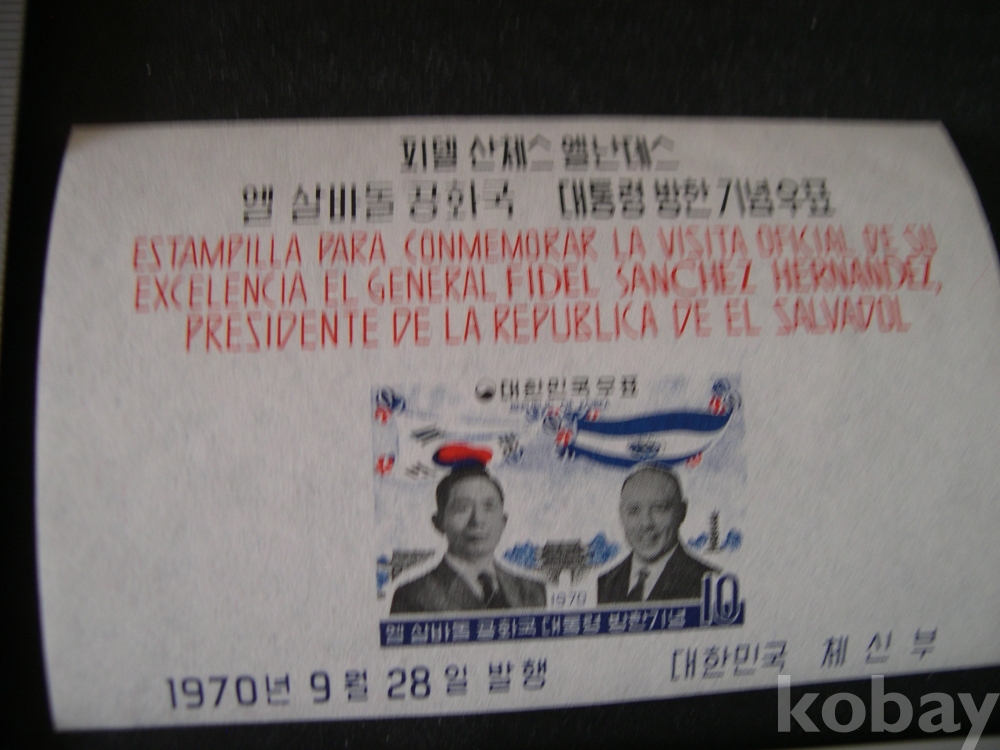 피델 산체스 헬난데스
엘 살바돌 공화국 대통령 방한기념우표
ESTAMPILLA PARA CONMEMORAR LA VISITA OFICIAL DE SU
EXCELENCIA EL GENERAL FIDEL SANCHEZ HERNANDEZ,
PRESIDENTE DE LA REPUBLICA DE EL SALVADOL
대한민국우표
1970
10
엘 살바돌 공화국 대통령 방한기념
1970년 9월 28일 발행
대한민국 체신부
kobay